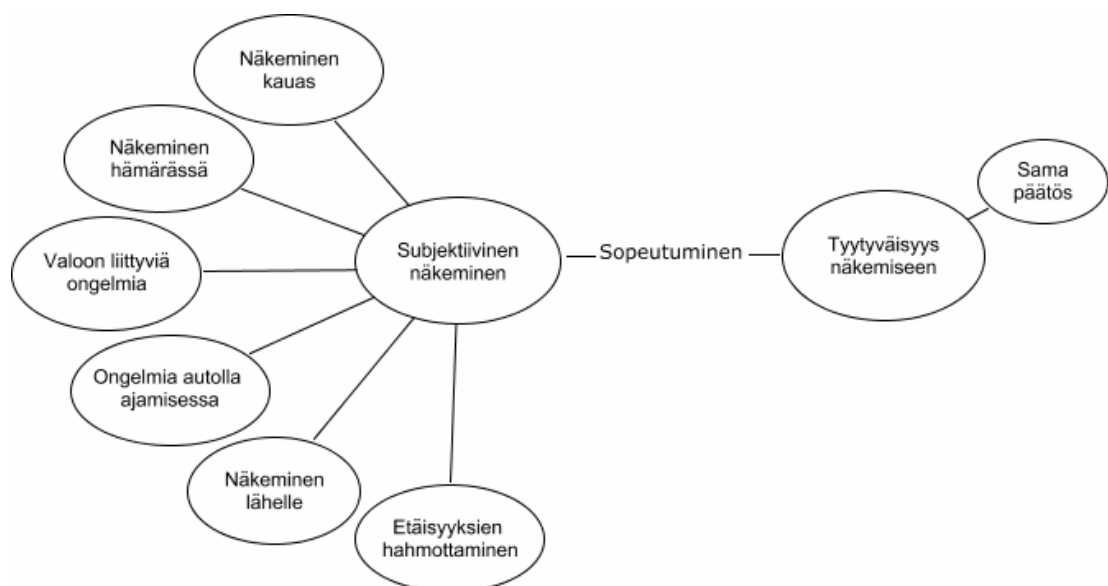 Näkeminen
kauas
Näkeminen
hämärässä
Sama
päätös
Valoon liittyviä
ongelmia
Subjektiivinen
näkeminen
Sopeutuminen
Tyytyväisyys
näkemiseen
Ongelmia autolla
ajamisessa
Näkeminen
lähelle
Etäisyyksien
hahmottaminen